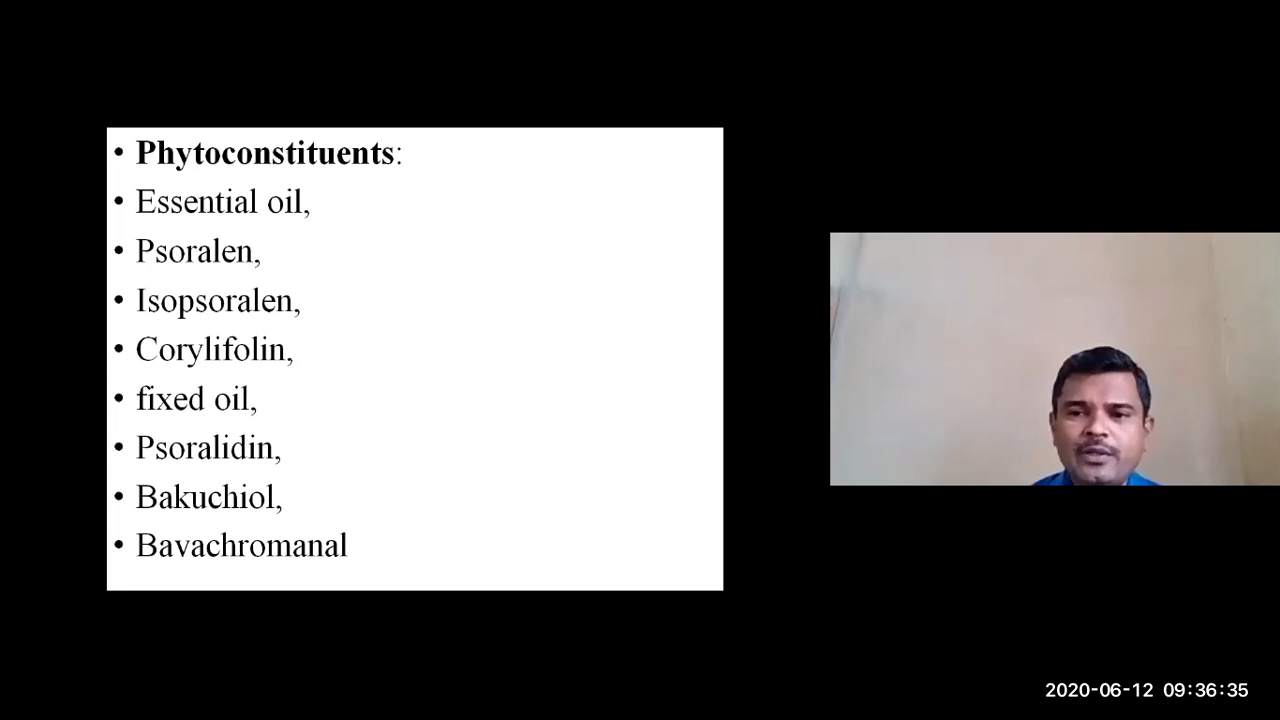 • Phytoconstituents:
• Essential oil,
• Psoralen,
• Isopsoralen,
• Corylifolin,
• fixed oil,
• Psoralidin,
• Bakuchiol,
• Bavachromanal
2020-06-12 09:36:35